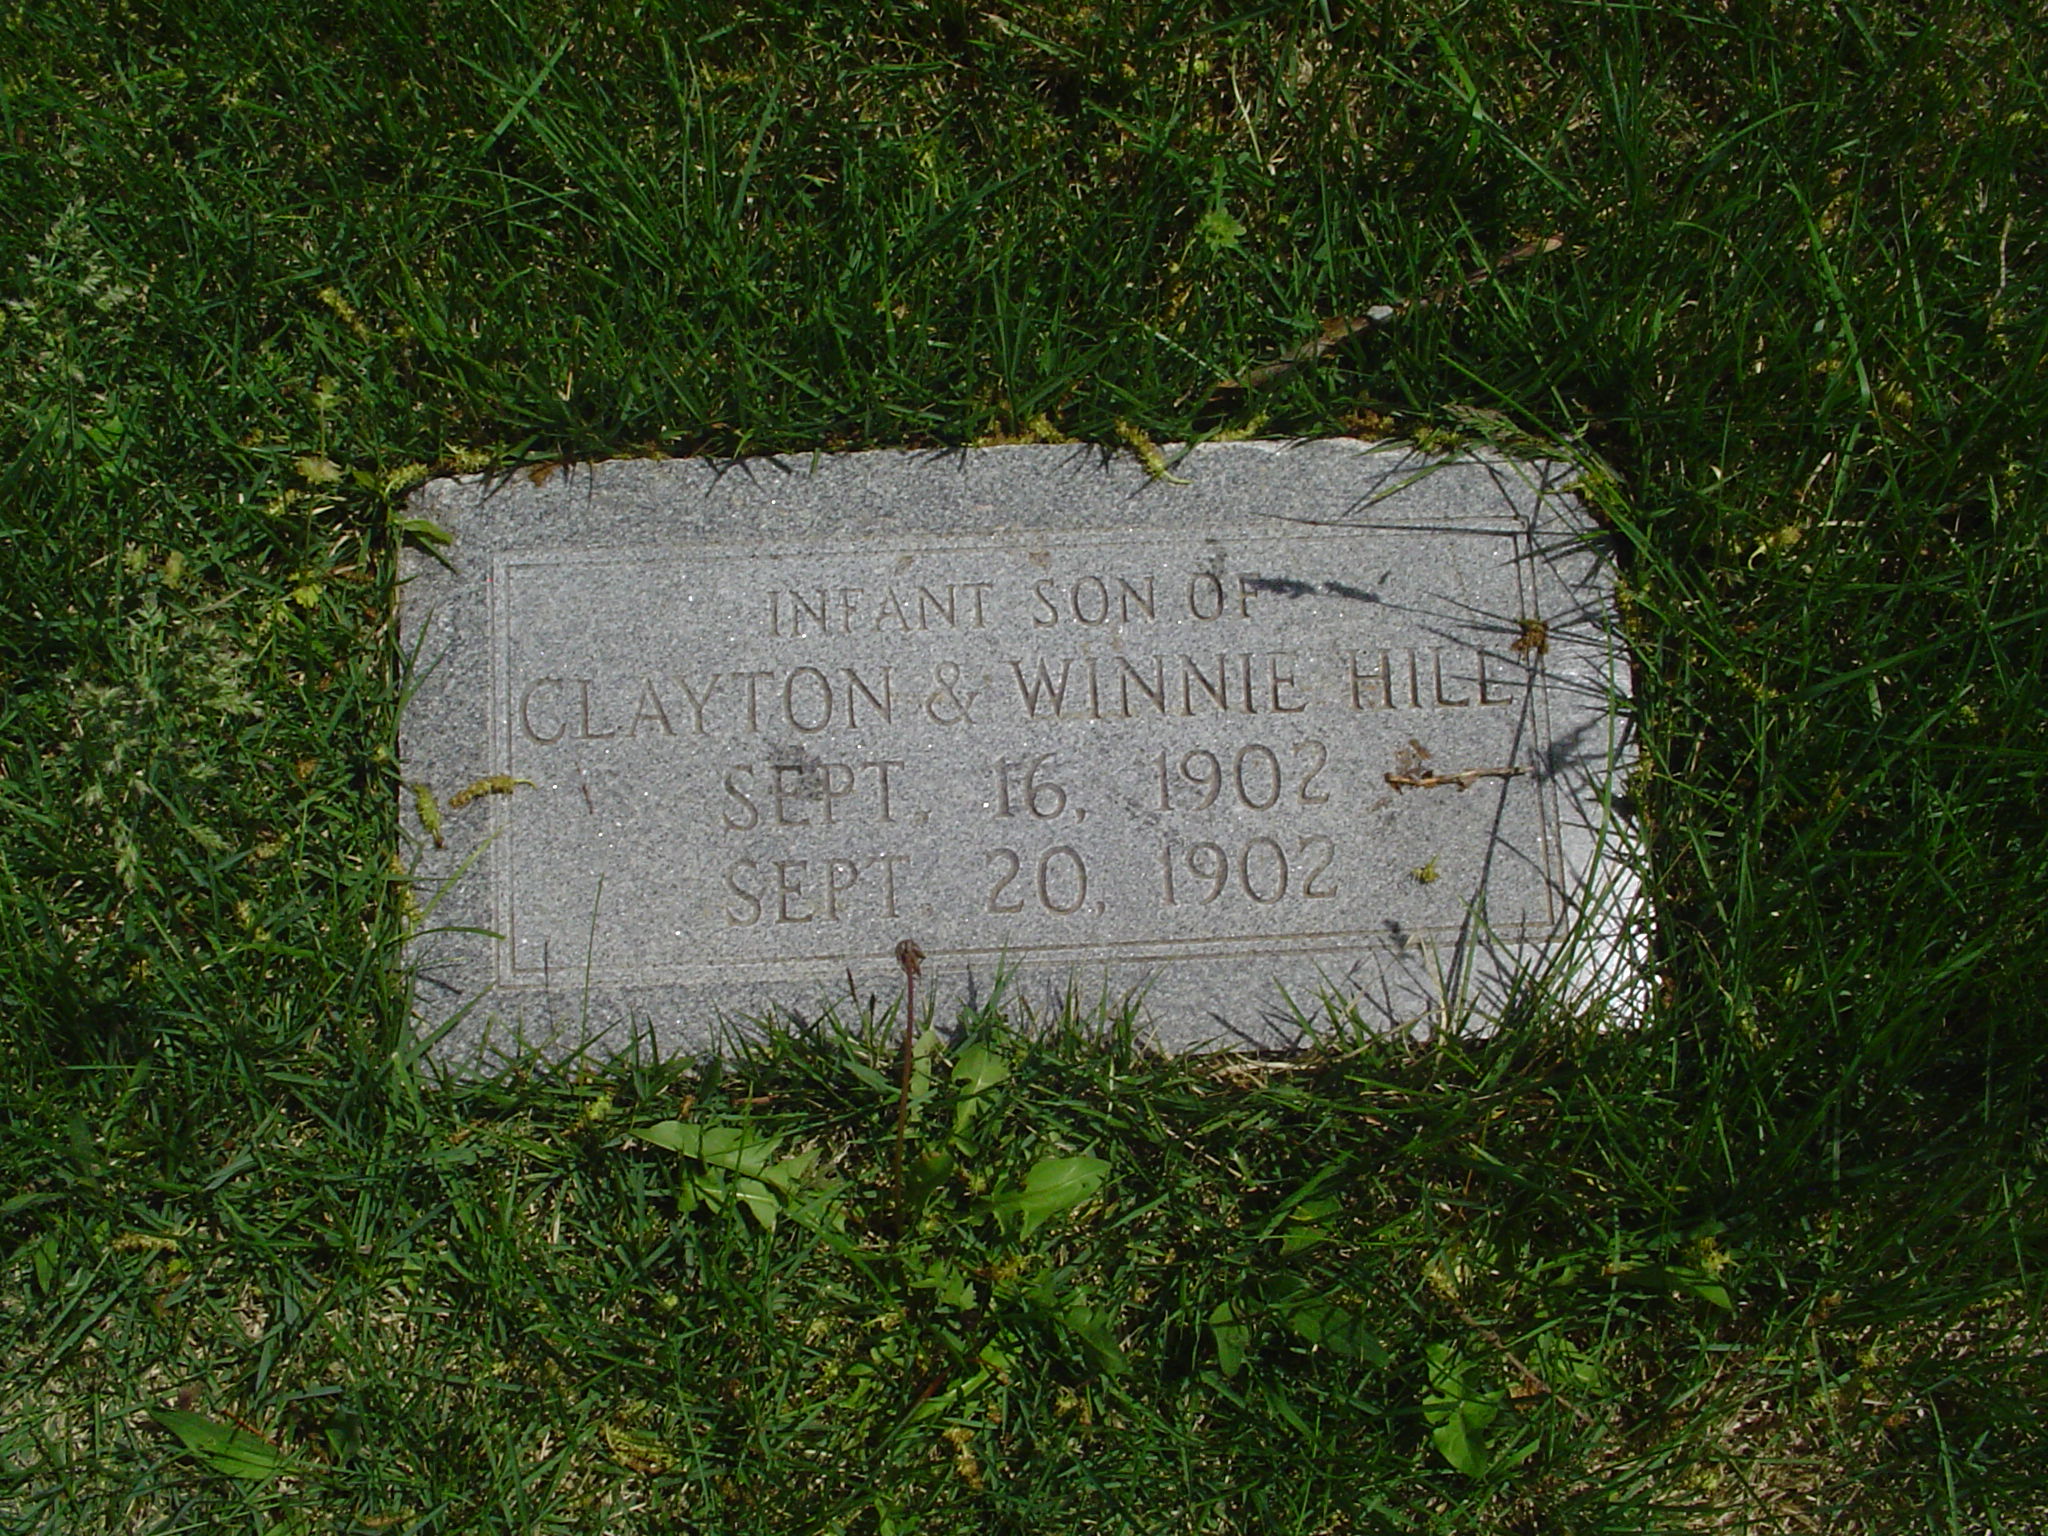 INFANT SON OF
CLAYTON & WINNIE HILL
SEPT. 16, 1902
SEPT. 20, 1902